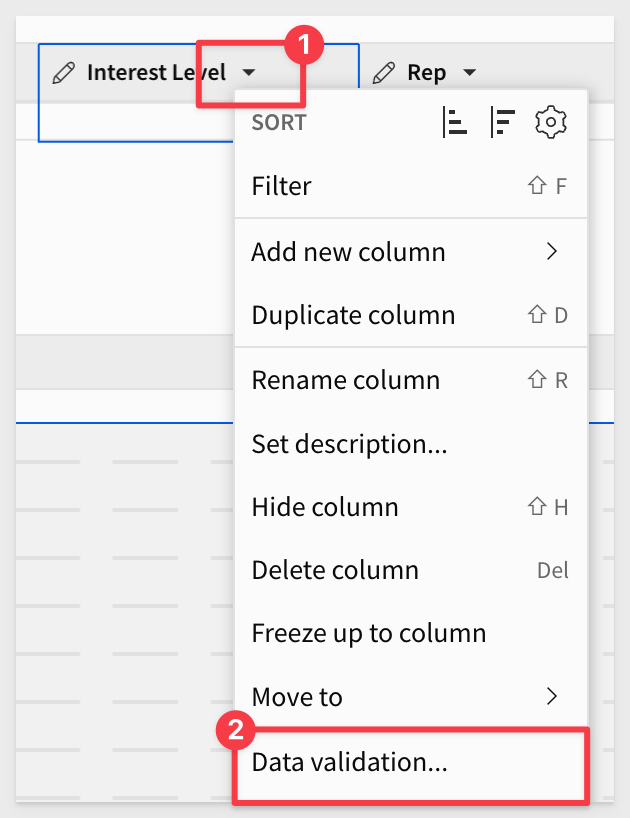 1
Interest Level
Rep
SORT
Filter ⇧ F
Add new column
Duplicate column ⇧ D
Rename column ⇧ R
Set description...
Hide column ⇧ H
Delete column Del
Freeze up to column
Move to
2
Data validation...